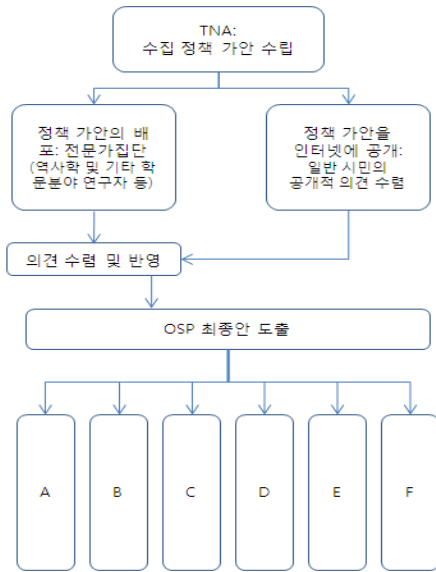 TNA:
수집 정책 가안 수립
정책 가안의 배
포: 전문가집단
(역사학 및 기타 학
문분야 연구자 등)
정책 가안을
인터넷에 공개:
일반 시민의
공개적 의견 수렴
의견 수렴 및 반영
OSP 최종안 도출
A
B
C
D
E
F